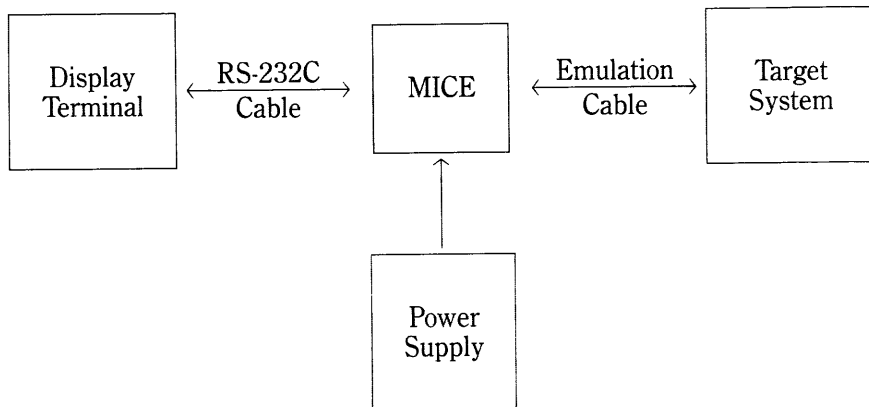 Display
Terminal
RS-232C
Cable
MICE
Emulation
Cable
Target
System
Power
Supply